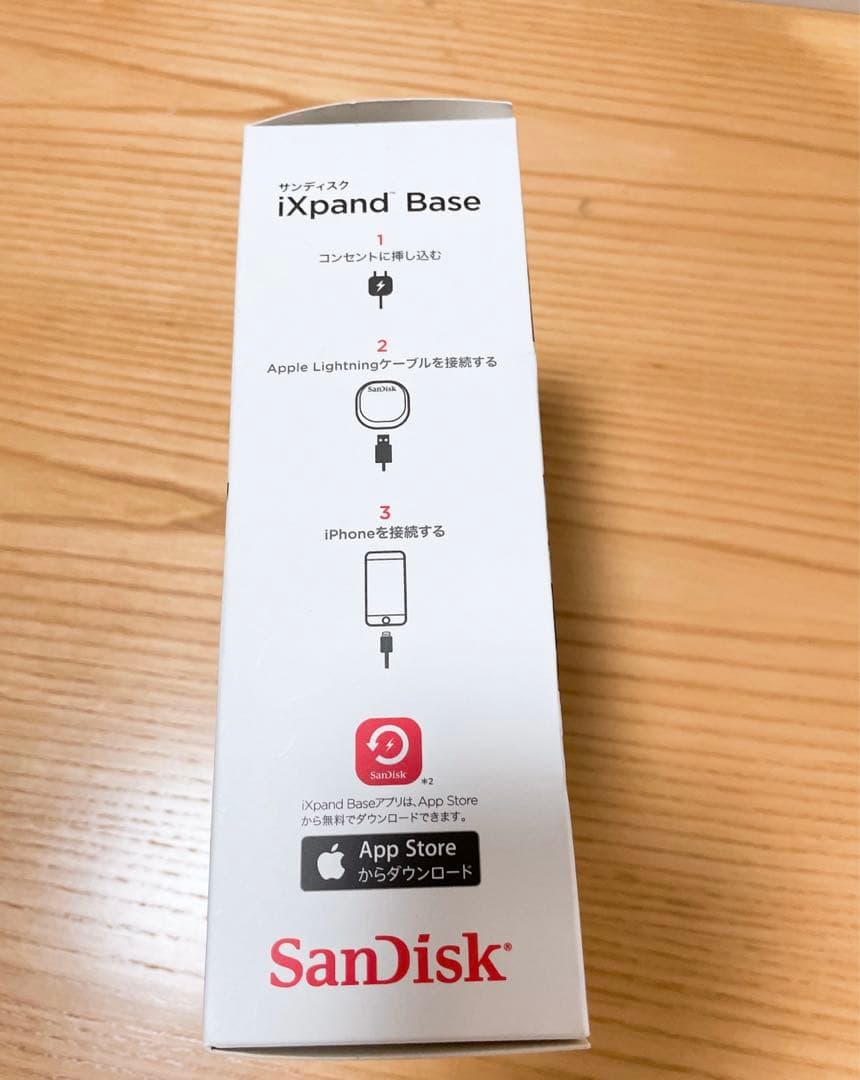 サンディスク
iXpand™ Base
1
コンセントに挿し込む
2
Apple Lightningケーブルを接続する
SanDisk
3
iPhoneを接続する
SanDisk
*2
iXpand Baseアプリは、App Store
から無料でダウンロードできます。
App Store
からダウンロード
SanDisk®